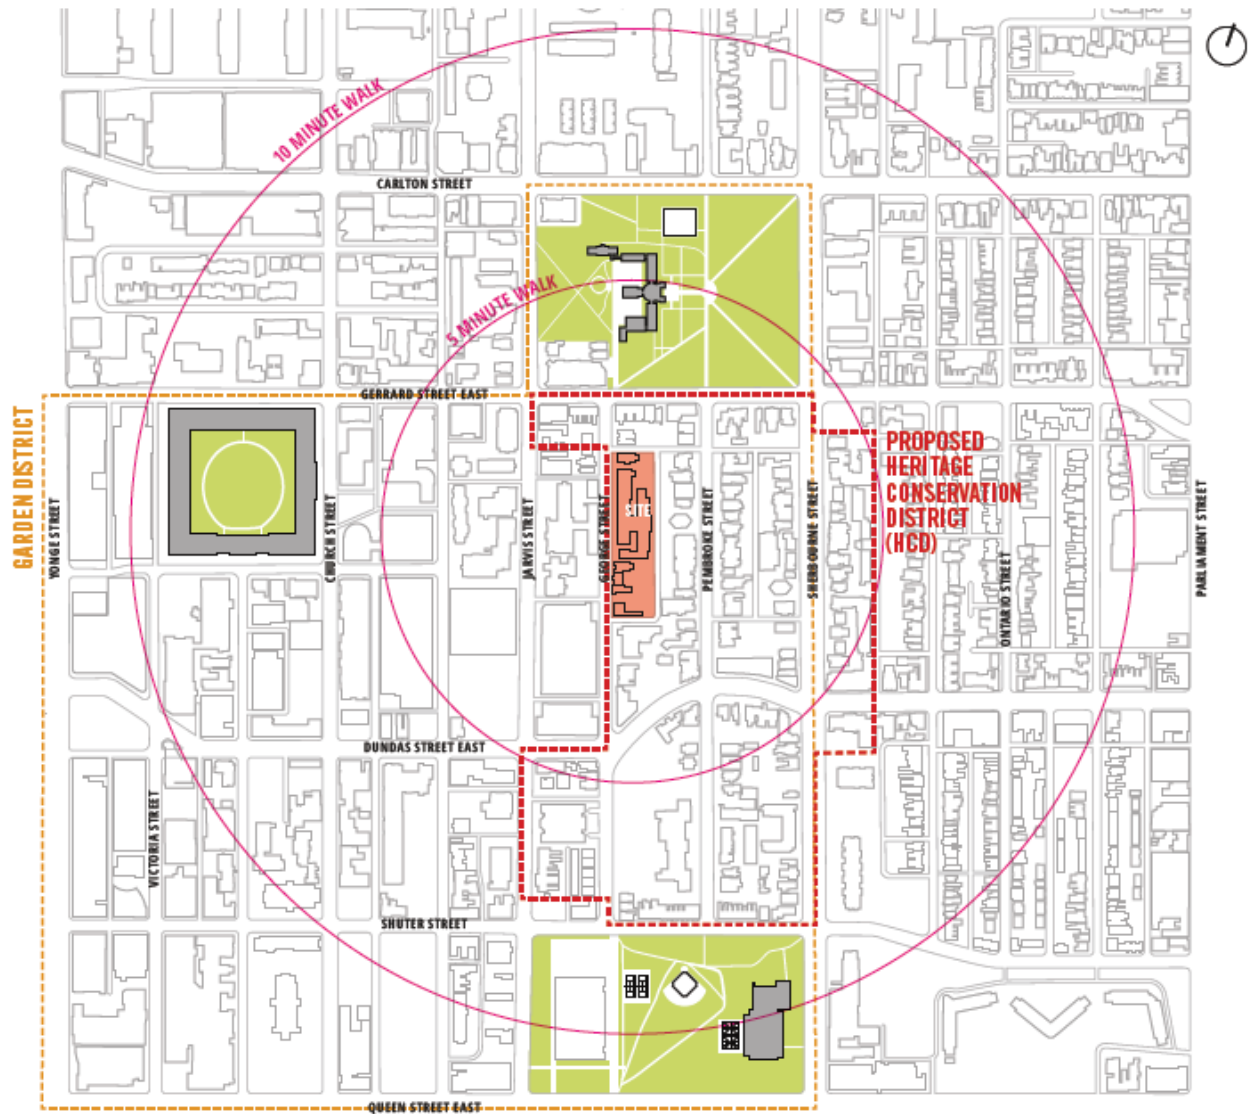 10 MINUTE WALK
CARLTON STREET
5 MINUTE WALK
GERRARD STREET EAST
GARDEN DISTRICT
YONGE STREET
CHURCH STREET
JARVIS STREET
GEORGE STREET
SITE
PEMBROKE STREET
SHERBOURNE STREET
PROPOSED
HERITAGE
CONSERVATION
DISTRICT
(HCD)
ONTARIO STREET
PARLIAMENT STREET
DUNDAS STREET EAST
VICTORIA STREET
SHUTER STREET
QUEEN STREET EAST